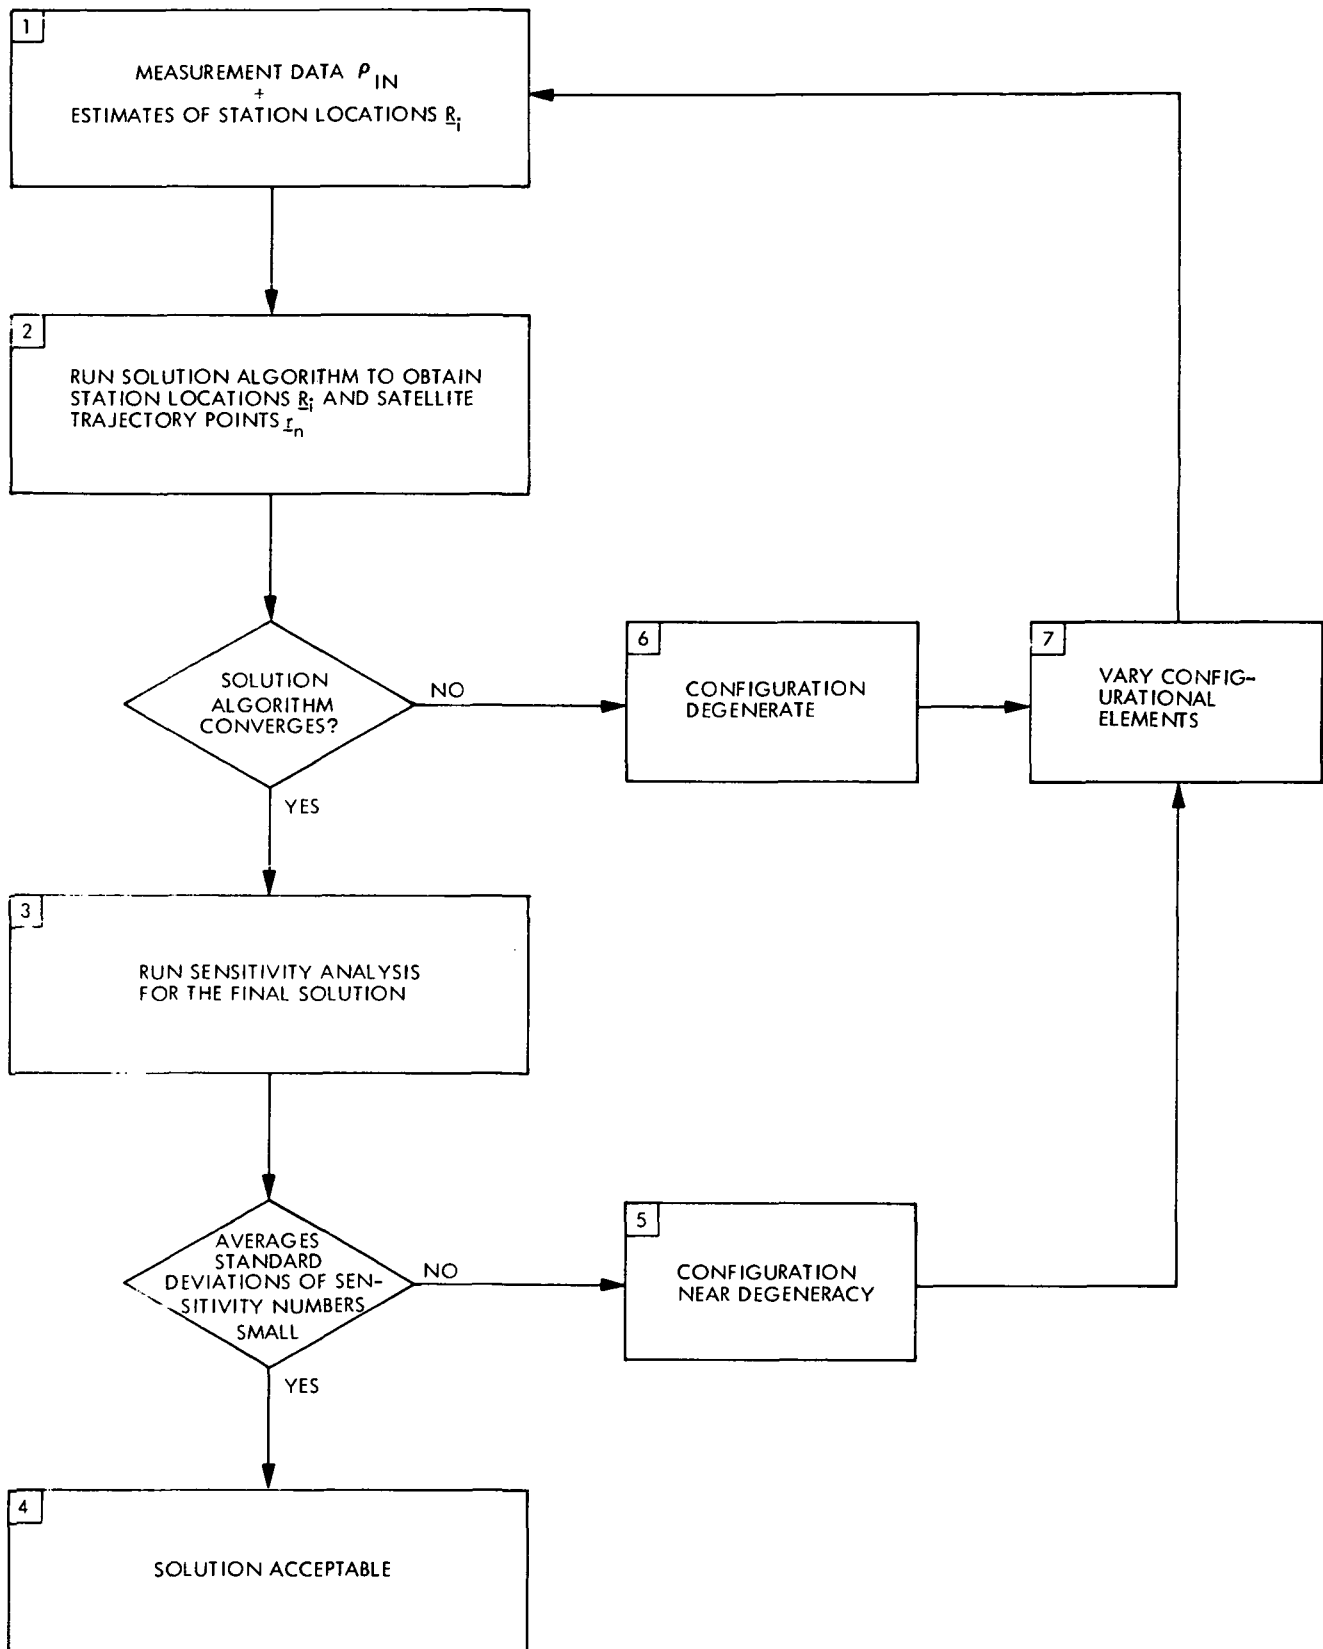 1
MEASUREMENT DATA ρ IN
+
ESTIMATES OF STATION LOCATIONS R̲i
2
RUN SOLUTION ALGORITHM TO OBTAIN
STATION LOCATIONS R̲i AND SATELLITE
TRAJECTORY POINTS r̲n
SOLUTION
ALGORITHM
CONVERGES?
NO
6
CONFIGURATION
DEGENERATE
7
VARY CONFIG-
URATIONAL
ELEMENTS
YES
3
RUN SENSITIVITY ANALYSIS
FOR THE FINAL SOLUTION
AVERAGES
STANDARD
DEVIATIONS OF SEN-
SITIVITY NUMBERS
SMALL
NO
5
CONFIGURATION
NEAR DEGENERACY
YES
4
SOLUTION ACCEPTABLE